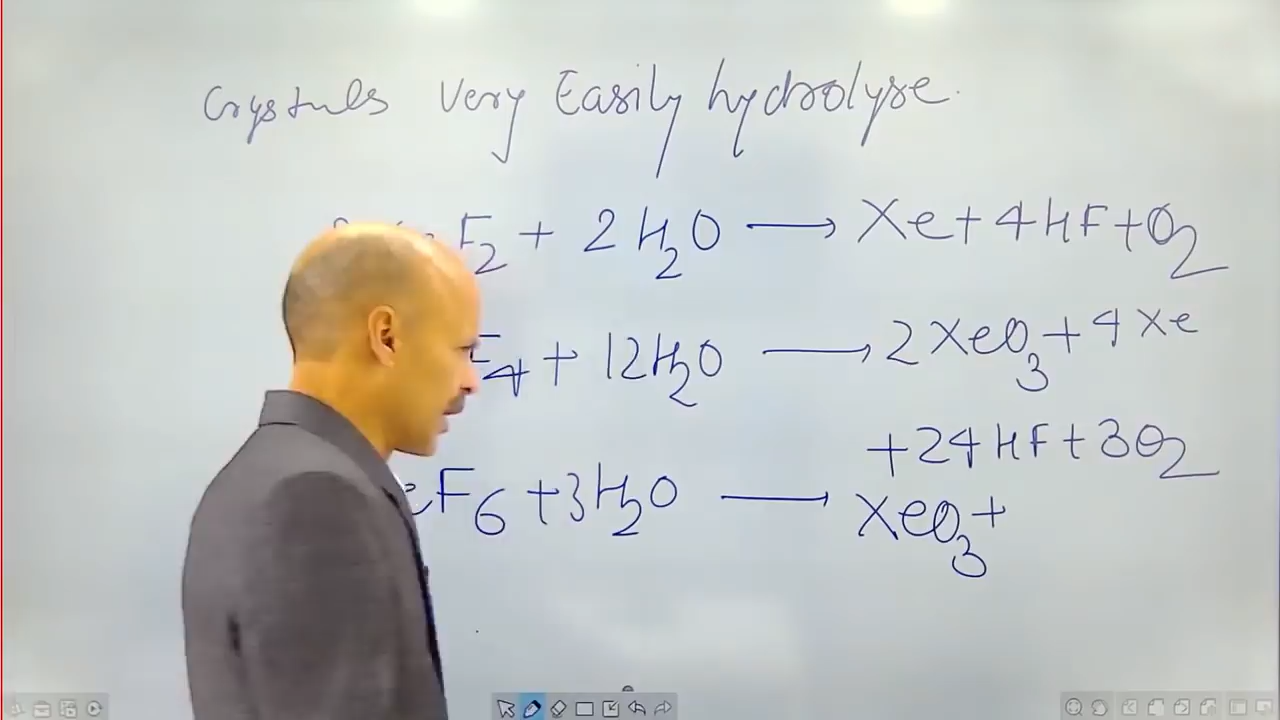 Crystals Very Easily hydrolyse.
F₂ + 2H₂O → Xe + 4HF + O₂
F₄ + 12H₂O → 2XeO₃ + 4Xe
+ 24HF + 3O₂
eF₆ + 3H₂O → XeO₃ +